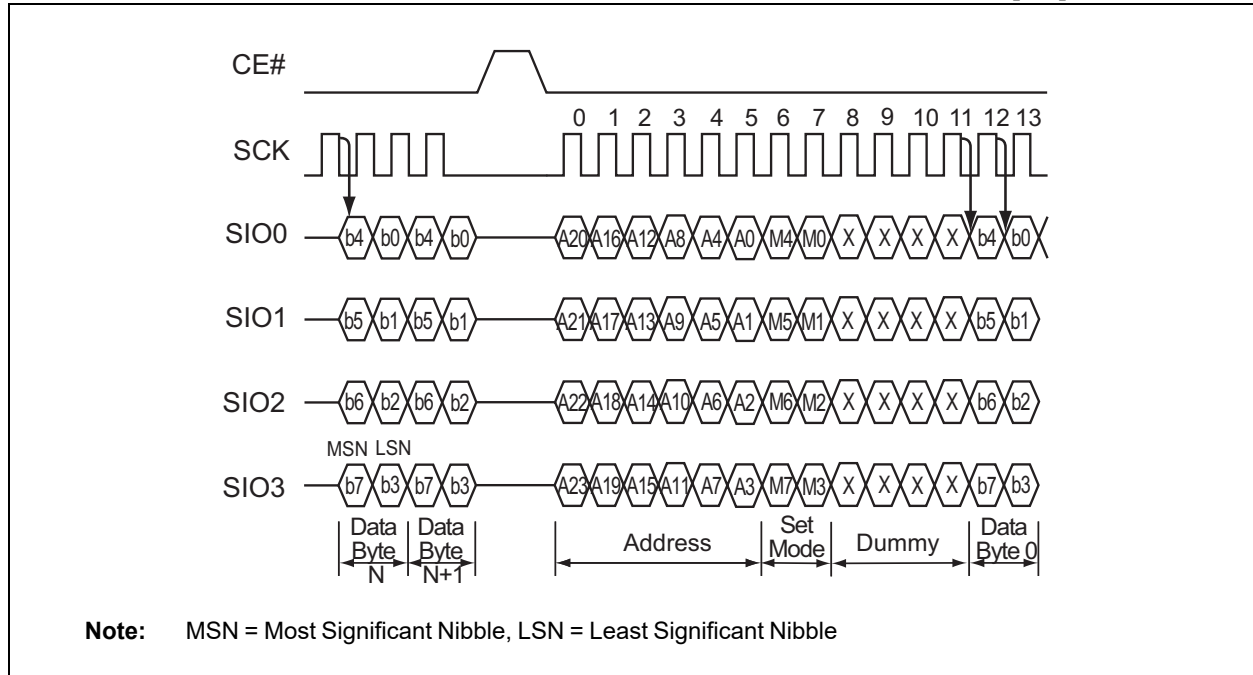 CE#
0 1 2 3 4 5 6 7 8 9 10 11 12 13
SCK
SIO0 b4 b0 b4 b0 A20 A16 A12 A8 A4 A0 M4 M0 X X X X b4 b0
SIO1 b5 b1 b5 b1 A21 A17 A13 A9 A5 A1 M5 M1 X X X X b5 b1
SIO2 b6 b2 b6 b2 A22 A18 A14 A10 A6 A2 M6 M2 X X X X b6 b2
MSN LSN
SIO3 b7 b3 b7 b3 A23 A19 A15 A11 A7 A3 M7 M3 X X X X b7 b3
Data Byte N
Data Byte N+1
Address
Set Mode
Dummy
Data Byte 0
Note: MSN = Most Significant Nibble, LSN = Least Significant Nibble